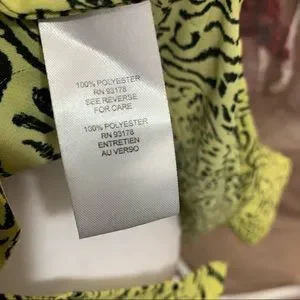 100% POLYESTER
RN 93178
SEE REVERSE
FOR CARE
100% POLYESTER
RN 93178
ENTRETIEN
AU VERSO